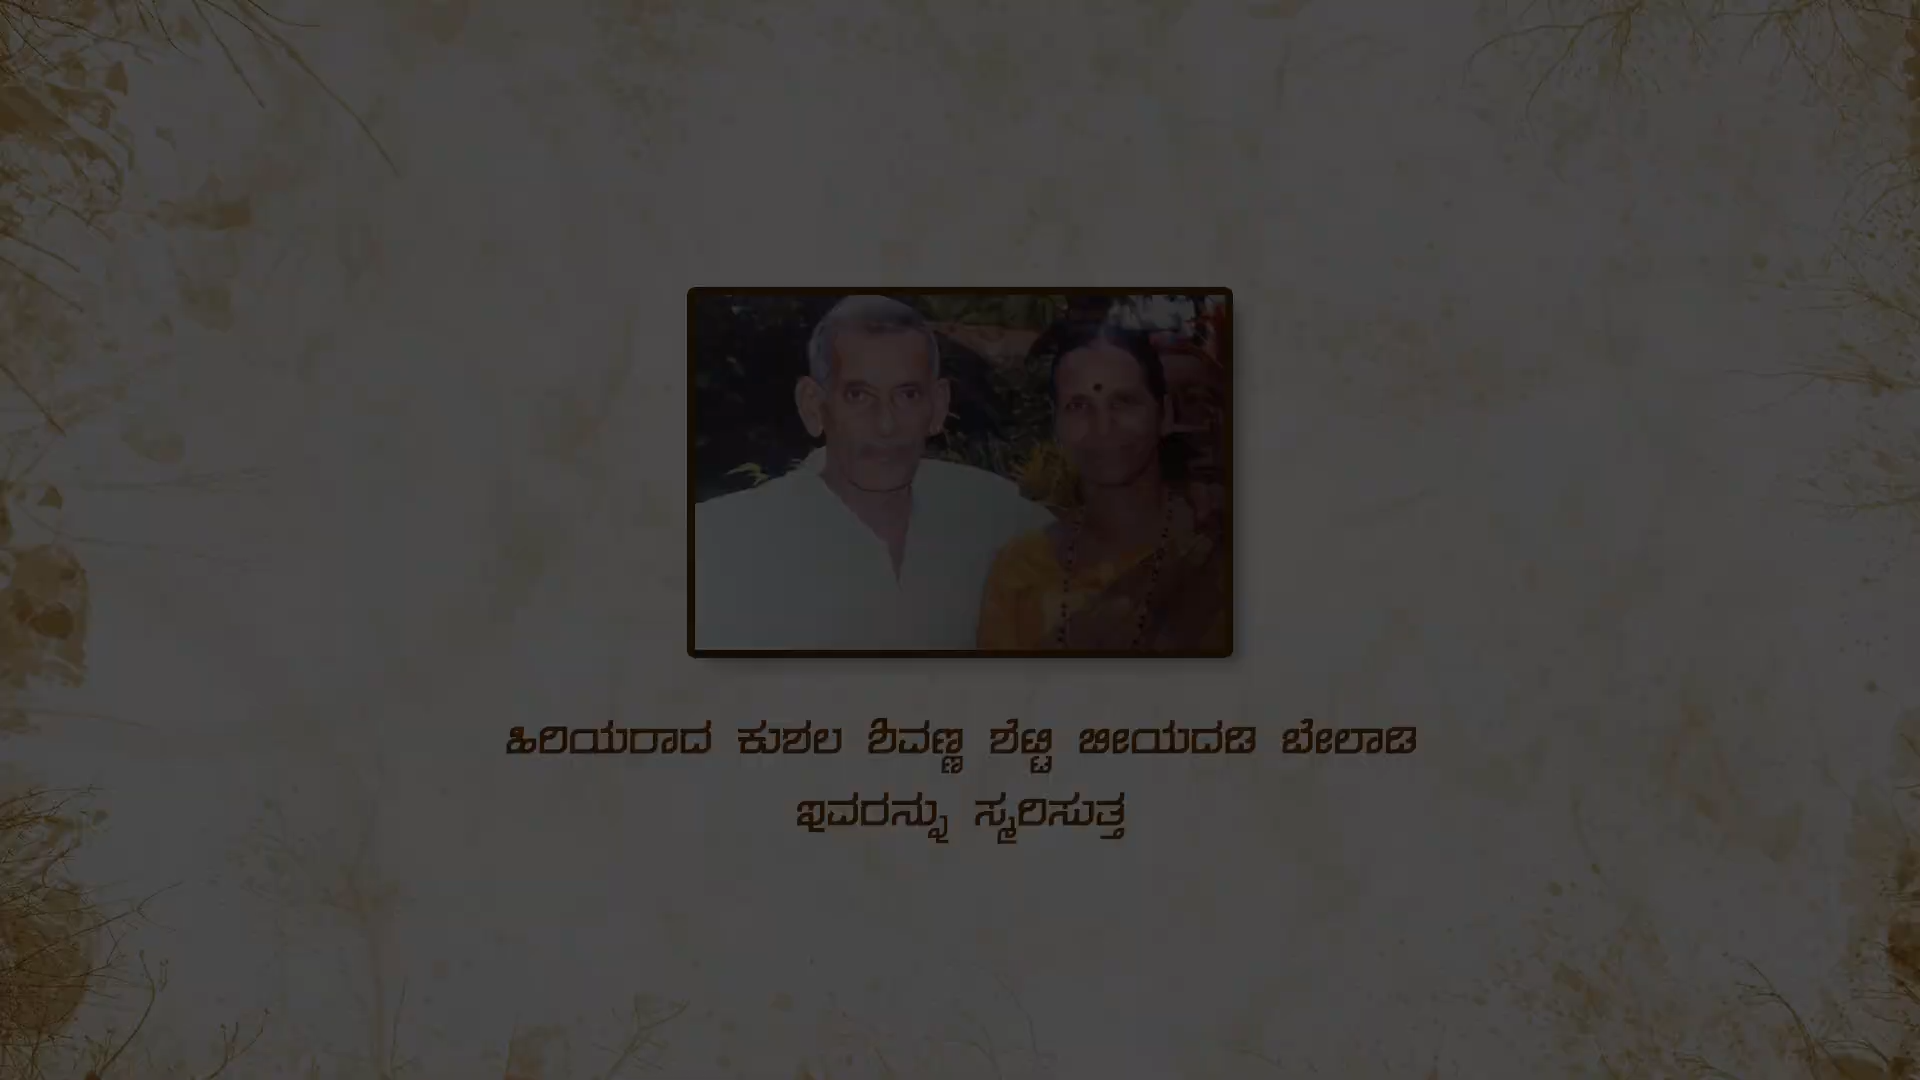 ಹಿರಿಯರಾದ ಕುಶಲ ಶಿವಣ್ಣ ಶೆಟ್ಟಿ ಬೀಯದಡಿ ಬೇಲಾಡಿ
ಇವರನ್ನು ಸ್ಮರಿಸುತ್ತ